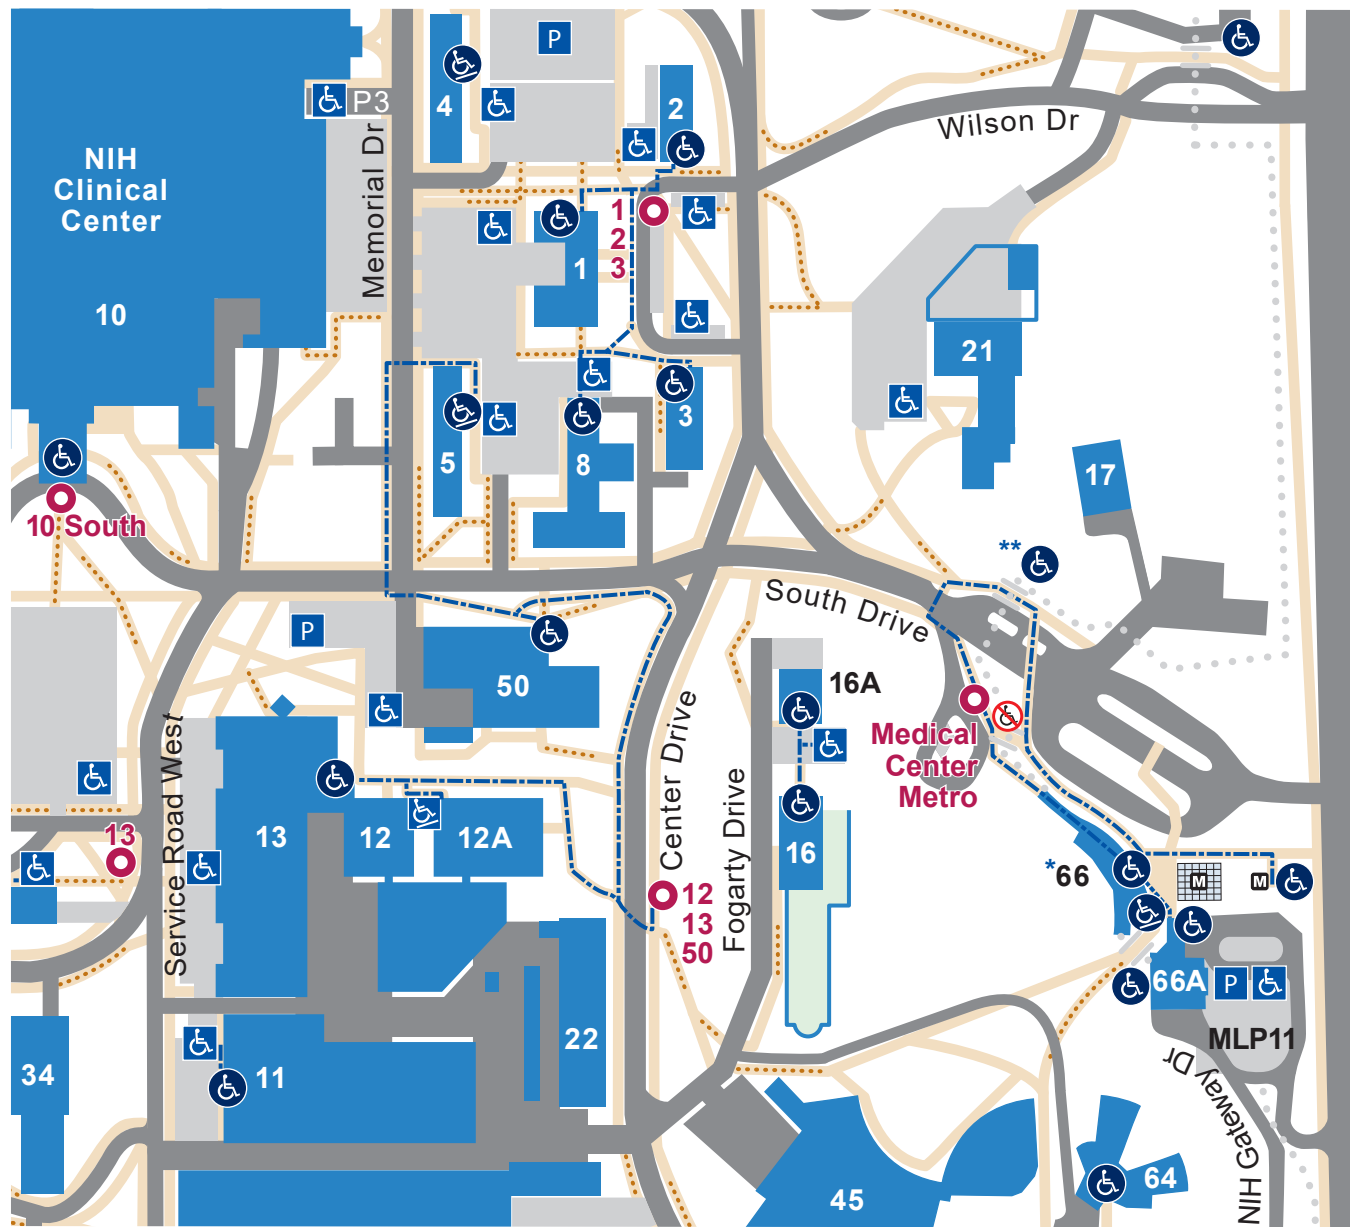 P
P3
4
2
NIH
Clinical
Center
10
Memorial Dr
Wilson Dr
1
2
3
1
21
3
5
8
17
10 South
**
South Drive
P
50
16A
Medical
Center
Metro
Service Road West
Center Drive
Fogarty Drive
13
13
12
12A
16
*66
M
M
12
13
50
66A
P
MLP11
22
34
11
NIH Gateway Dr
45
64